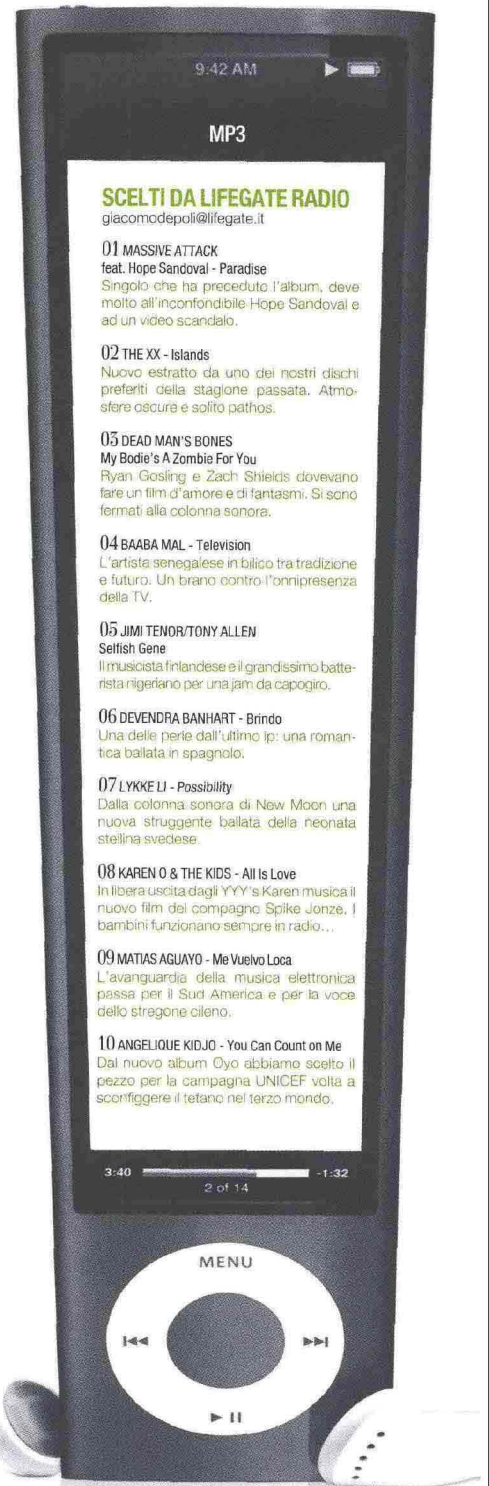 9:42 AM
MP3
SCELTI DA LIFEGATE RADIO
giacomodepoli@lifegate.it
01 MASSIVE ATTACK
feat. Hope Sandoval - Paradise
Singolo che ha preceduto l'album, deve
molto all'inconfondibile Hope Sandoval e
ad un video scandalo.
02 THE XX - Islands
Nuovo estratto da uno dei nostri dischi
preferiti della stagione passata. Atmo-
sfere oscure e solito pathos.
03 DEAD MAN'S BONES
My Bodie's A Zombie For You
Ryan Gosling e Zach Shields dovevano
fare un film d'amore e di fantasmi. Si sono
fermati alla colonna sonora.
04 BAABA MAL - Television
L'artista senegalese in bilico tra tradizione
e futuro. Un brano contro l'onnipresenza
della TV.
05 JIMI TENOR/TONY ALLEN
Selfish Gene
Il musicista finlandese e il grandissimo batte-
rista nigeriano per una jam da capogiro.
06 DEVENDRA BANHART - Brindo
Una delle perle dall'ultimo lp: una roman-
tica ballata in spagnolo.
07 LYKKE LI - Possibility
Dalla colonna sonora di New Moon una
nuova struggente ballata della neonata
stellina svedese.
08 KAREN O & THE KIDS - All Is Love
In libera uscita dagli YYY's Karen musica il
nuovo film del compagno Spike Jonze. I
bambini funzionano sempre in radio...
09 MATIAS AGUAYO - Me Vuelvo Loca
L'avanguardia della musica elettronica
passa per il Sud America e per la voce
dello stregone cileno.
10 ANGELIQUE KIDJO - You Can Count on Me
Dal nuovo album Oyo abbiamo scelto il
pezzo per la campagna UNICEF volta a
sconfiggere il tetano nel terzo mondo.
3:40 -1:32
2 of 14
MENU